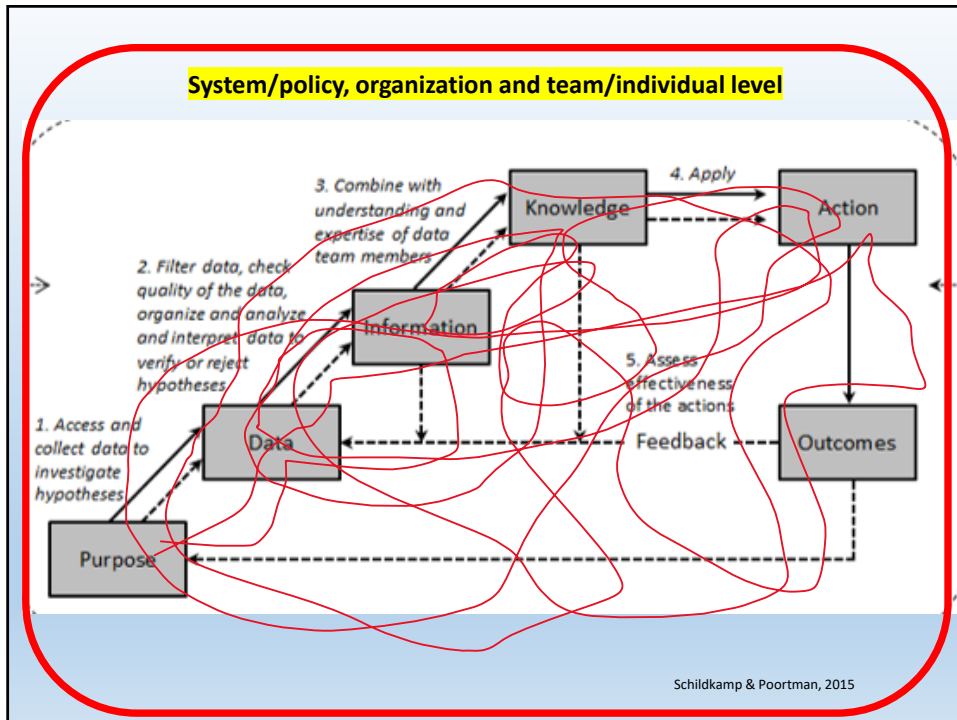 System/policy, organization and team/individual level
3. Combine with
understanding and
expertise of data
team members
Knowledge
4. Apply
Action
2. Filter data, check
quality of the data,
organize and analyze
and interpret data to
verify or reject
hypotheses
Information
5. Assess
effectiveness
of the actions
1. Access and
collect data to
investigate
hypotheses
Data
Feedback
Outcomes
Purpose
Schildkamp & Poortman, 2015